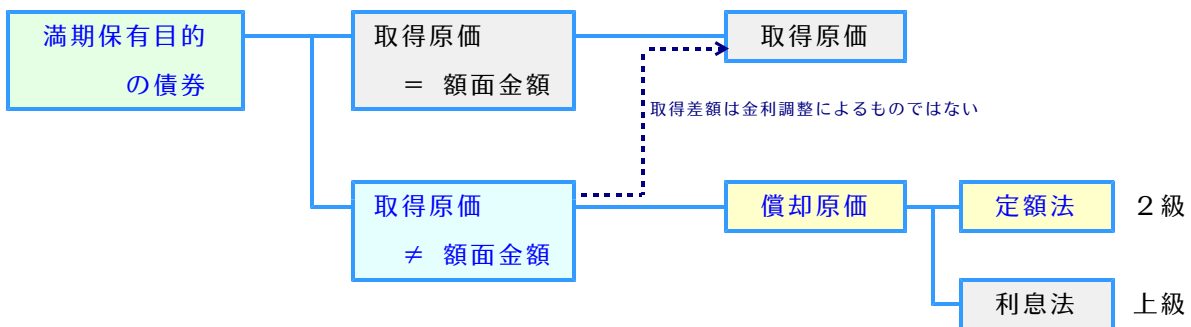 満期保有目的
の債券
取得原価
＝ 額面金額
取得原価
取得差額は金利調整によるものではない
取得原価
≠ 額面金額
償却原価
定額法
２級
利息法
上級